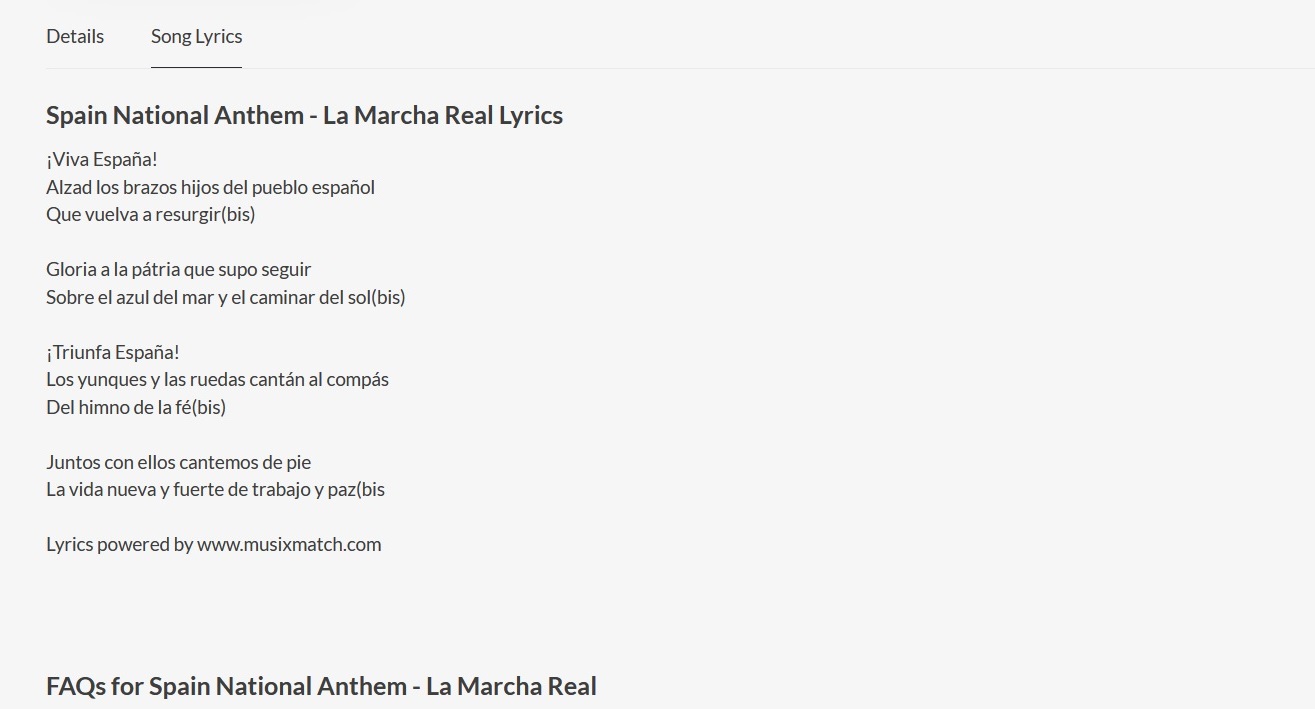 Details
Song Lyrics
Spain National Anthem - La Marcha Real Lyrics
¡Viva España!
Alzad los brazos hijos del pueblo español
Que vuelva a resurgir(bis)
Gloria a la pátria que supo seguir
Sobre el azul del mar y el caminar del sol(bis)
¡Triunfa España!
Los yunques y las ruedas cantán al compás
Del himno de la fé(bis)
Juntos con ellos cantemos de pie
La vida nueva y fuerte de trabajo y paz(bis
Lyrics powered by www.musixmatch.com
FAQs for Spain National Anthem - La Marcha Real